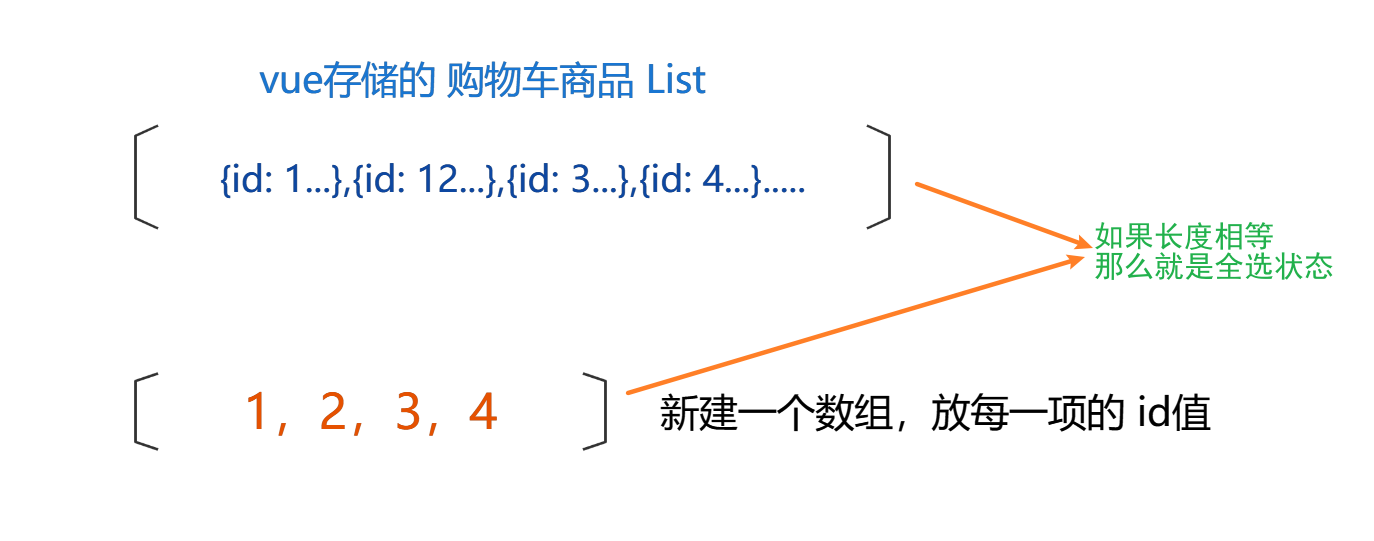 vue存储的 购物车商品 List
{id: 1...},{id: 12...},{id: 3...},{id: 4...}.....
如果长度相等
那么就是全选状态
1，2，3，4
新建一个数组，放每一项的 id值